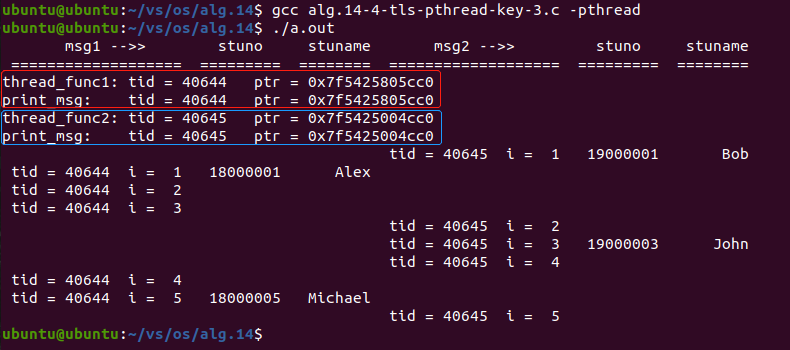 ubuntu@ubuntu:~/vs/os/alg.14$ gcc alg.14-4-tls-pthread-key-3.c -pthread
ubuntu@ubuntu:~/vs/os/alg.14$ ./a.out
msg1 -->> stuno stuname msg2 -->> stuno stuname
=================== ========= ======== =================== ========= ========
thread_func1: tid = 40644 ptr = 0x7f5425805cc0
print_msg: tid = 40644 ptr = 0x7f5425805cc0
thread_func2: tid = 40645 ptr = 0x7f5425004cc0
print_msg: tid = 40645 ptr = 0x7f5425004cc0
tid = 40645 i = 1 19000001 Bob
tid = 40644 i = 1 18000001 Alex
tid = 40644 i = 2
tid = 40644 i = 3
tid = 40645 i = 2
tid = 40645 i = 3 19000003 John
tid = 40645 i = 4
tid = 40644 i = 4
tid = 40644 i = 5 18000005 Michael
tid = 40645 i = 5
ubuntu@ubuntu:~/vs/os/alg.14$